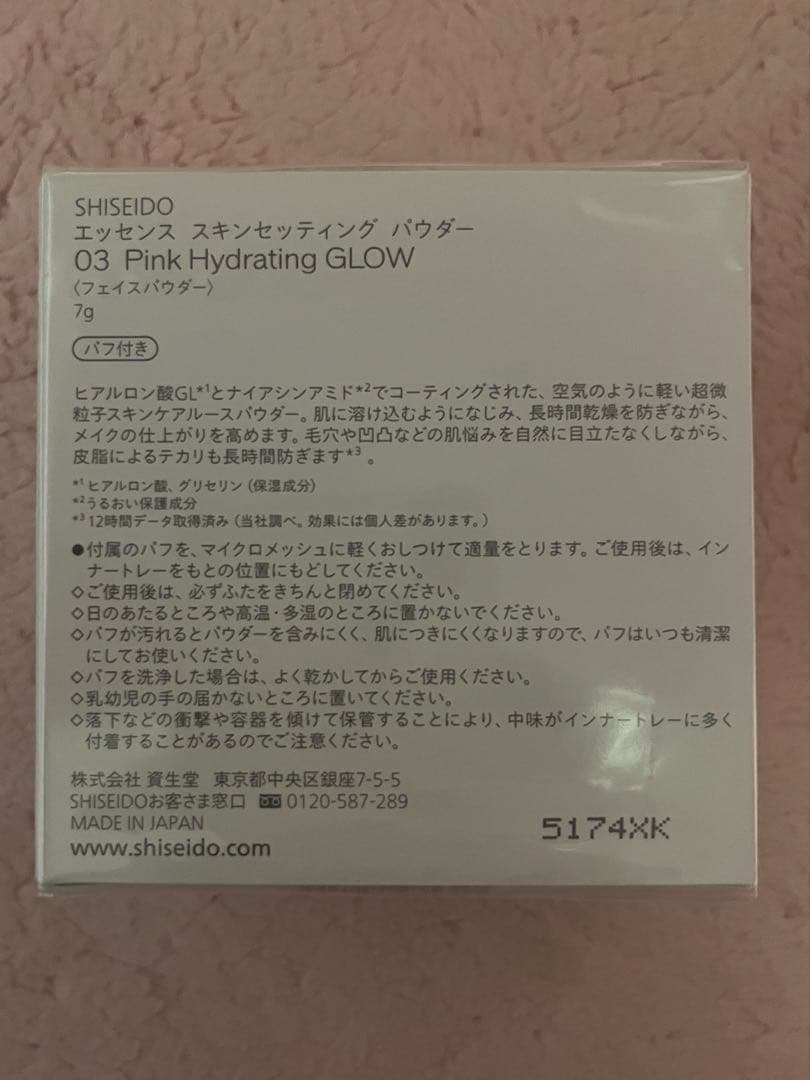 SHISEIDO
エッセンス スキンセッティング パウダー
03 Pink Hydrating GLOW
〈フェイスパウダー〉
7g
パフ付き
ヒアルロン酸GL*1とナイアシンアミド*2でコーティングされた、空気のように軽い超微
粒子スキンケアルースパウダー。肌に溶け込むようになじみ、長時間乾燥を防ぎながら、
メイクの仕上がりを高めます。毛穴や凹凸などの肌悩みを自然に目立たなくしながら、
皮脂によるテカリも長時間防ぎます*3 。
*1 ヒアルロン酸、グリセリン（保湿成分）
*2 うるおい保護成分
*3 12時間データ取得済み（当社調べ。効果には個人差があります。）
●付属のパフを、マイクロメッシュに軽くおしつけて適量をとります。ご使用後は、イン
ナートレーをもとの位置にもどしてください。
◇ご使用後は、必ずふたをきちんと閉めてください。
◇日のあたるところや高温・多湿のところに置かないでください。
◇パフが汚れるとパウダーを含みにくく、肌につきにくくなりますので、パフはいつも清潔
にしてお使いください。
◇パフを洗浄した場合は、よく乾かしてからご使用ください。
◇乳幼児の手の届かないところに置いてください。
◇落下などの衝撃や容器を傾けて保管することにより、中味がインナートレーに多く
付着することがあるのでご注意ください。
株式会社 資生堂 東京都中央区銀座7-5-5
SHISEIDOお客さま窓口 0120-587-289
MADE IN JAPAN
www.shiseido.com
5174XK